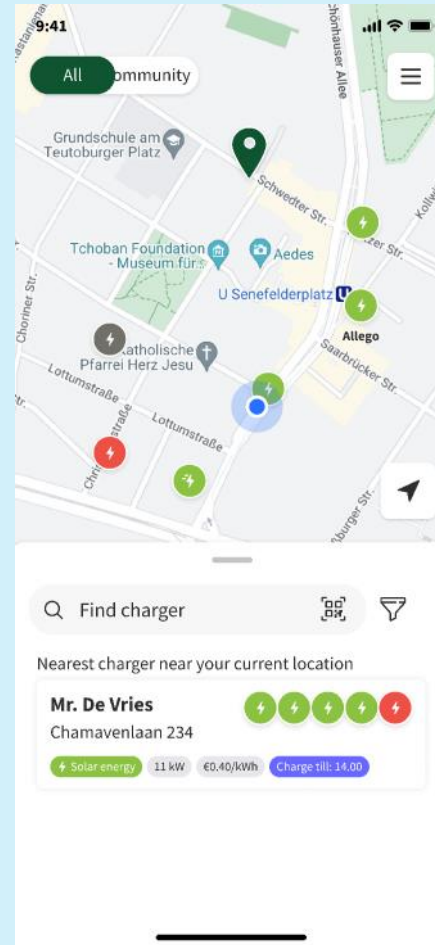 9:41
All
ommunity
Schönhauser Allee
Grundschule am
Teutoburger Platz
Schwedter Str.
Tchoban Foundation
- Museum für...
Aedes
U Senefelderplatz
U
Choriner Str.
Allego
Saarbrücker Str.
atholische
Pfarrei Herz Jesu
Lottumstraße
Lottumstraße
Find charger
Nearest charger near your current location
Mr. De Vries
Chamavenlaan 234
Solar energy
11 kW
€0,40/kWh
Charge till: 14.00